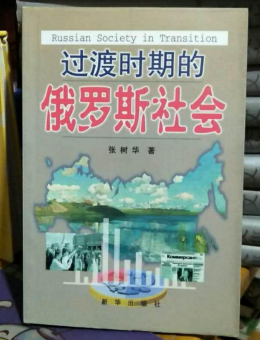 Russian Society in Transition
过渡时期的
俄罗斯社会
张树华 著
Коммерсантъ
新华出版社